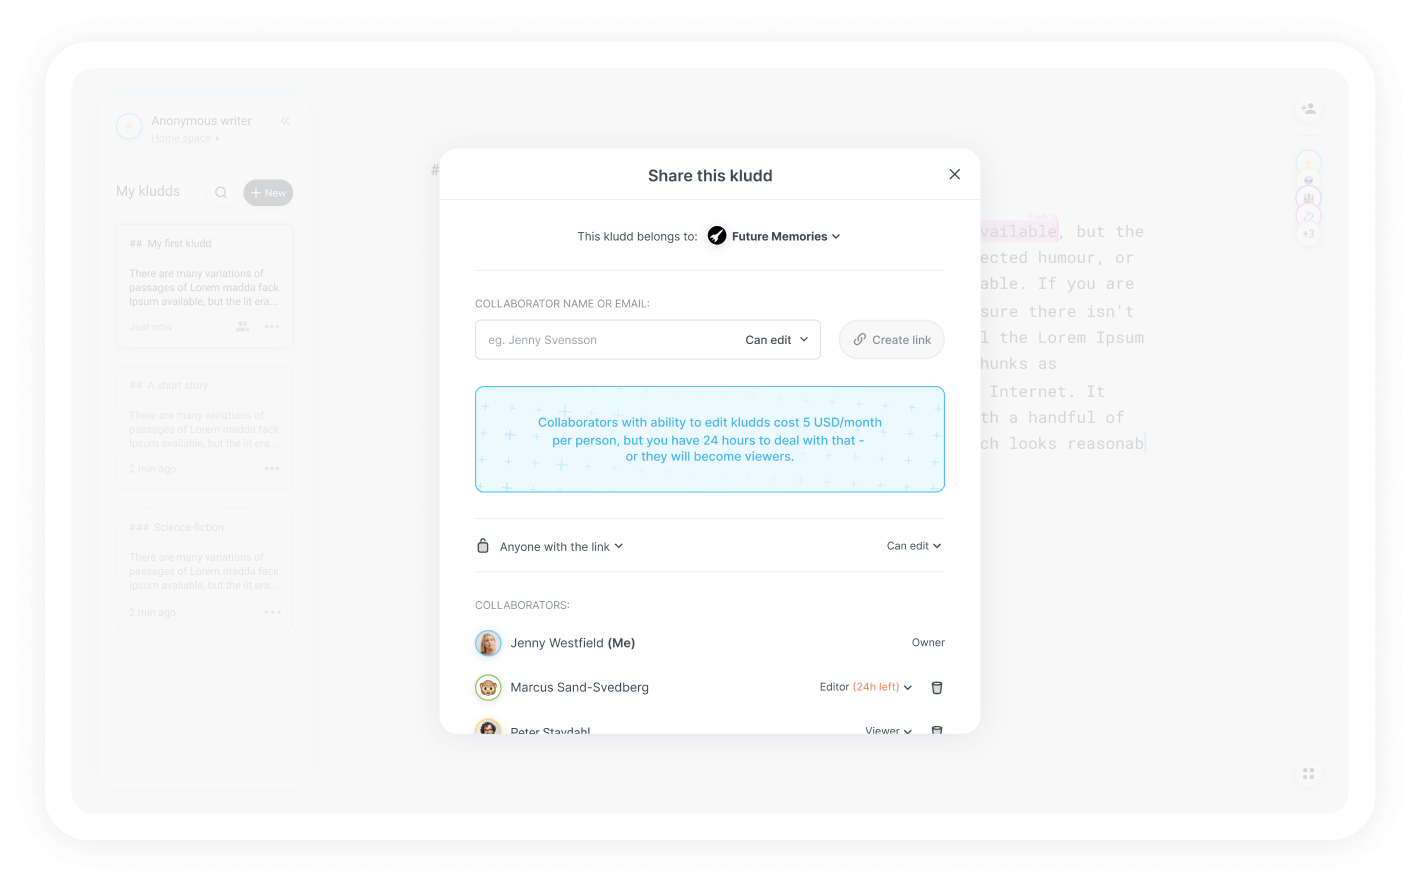 Anonymous writer
Home space
My kludds
New
## My first kludd
There are many variations of
passages of Lorem madda fack
Ipsum available, but the lit era...
Just now
## A short story
There are many variations of
passages of Lorem madda fack
Ipsum available, but the lit era...
2 min ago
### Science-fiction
There are many variations of
passages of Lorem madda fack
Ipsum available, but the lit era...
2 min ago
#
Share this kludd
This kludd belongs to: Future Memories
COLLABORATOR NAME OR EMAIL:
eg. Jenny Svensson Can edit
Create link
Collaborators with ability to edit kludds cost 5 USD/month
per person, but you have 24 hours to deal with that -
or they will become viewers.
Anyone with the link Can edit
COLLABORATORS:
Jenny Westfield (Me) Owner
Marcus Sand-Svedberg Editor (24h left)
Peter Stavdahl Viewer
vailable, but the
ected humour, or
able. If you are
sure there isn't
l the Lorem Ipsum
hunks as
Internet. It
th a handful of
ch looks reasonab
+3